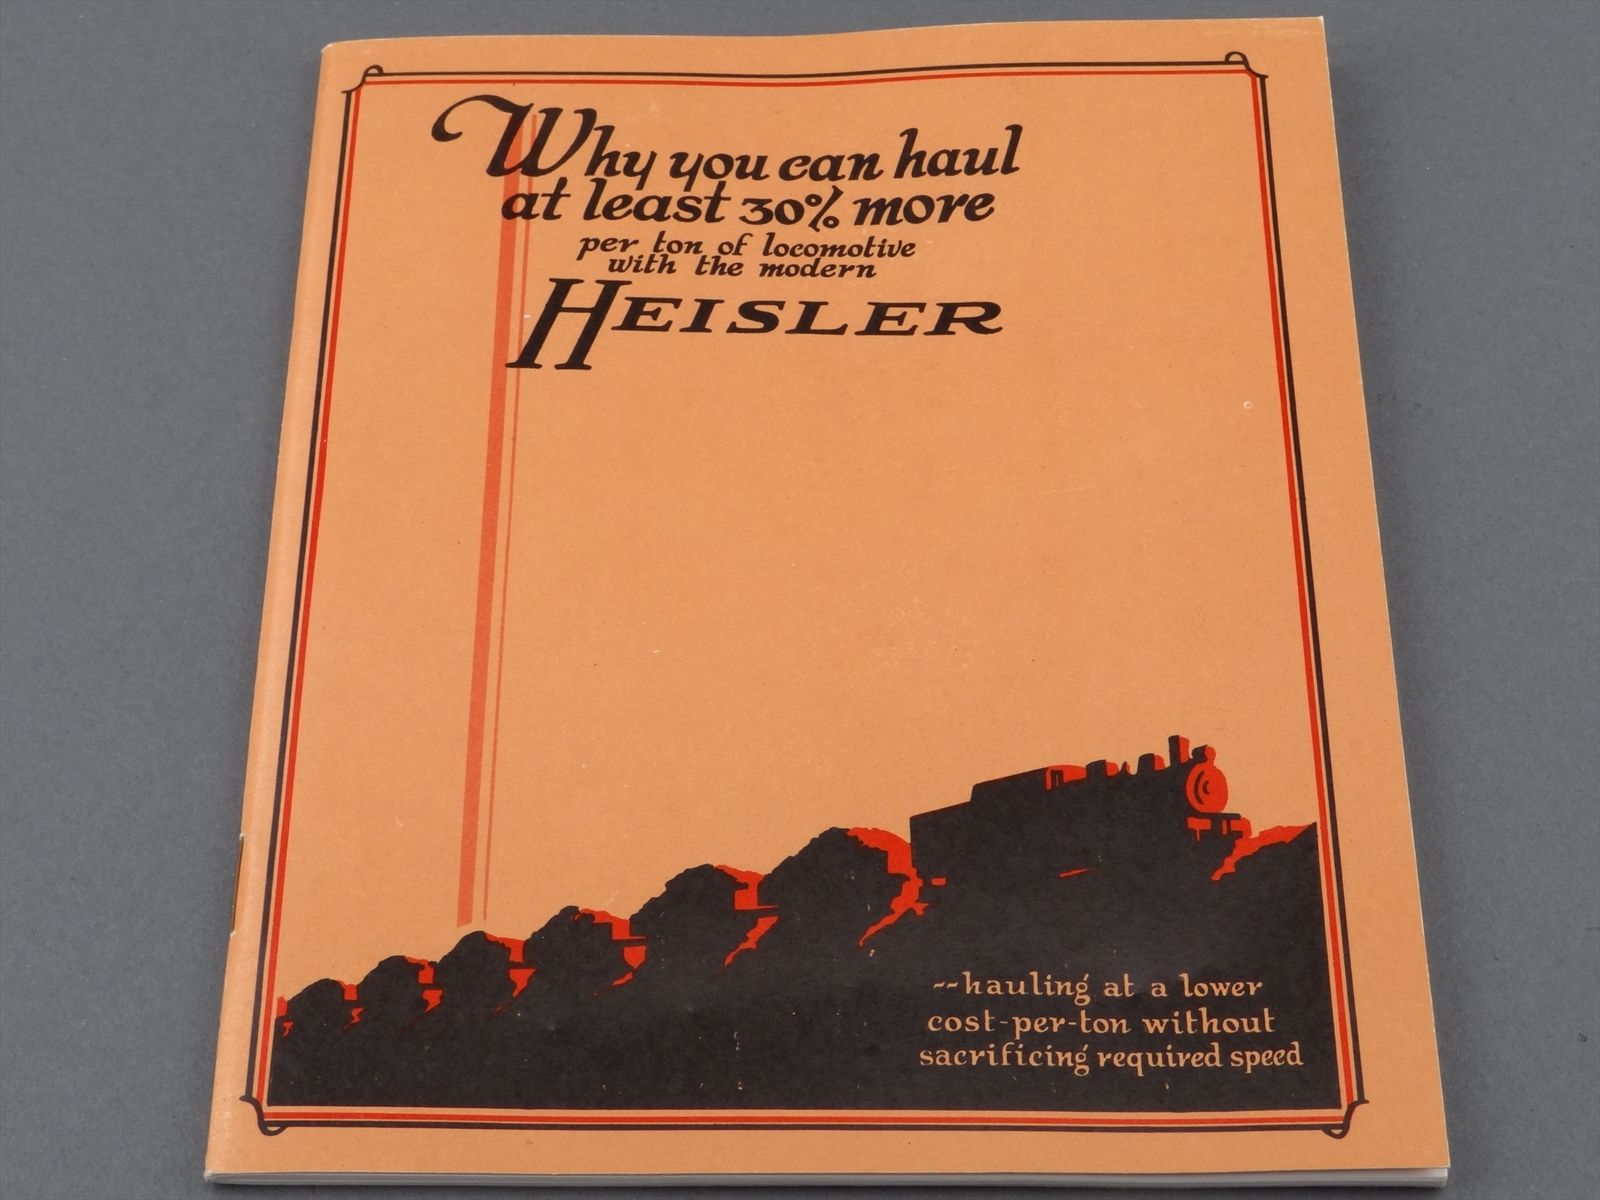 Why you can haul
at least 30% more
per ton of locomotive
with the modern
HEISLER
--hauling at a lower
cost-per-ton without
sacrificing required speed